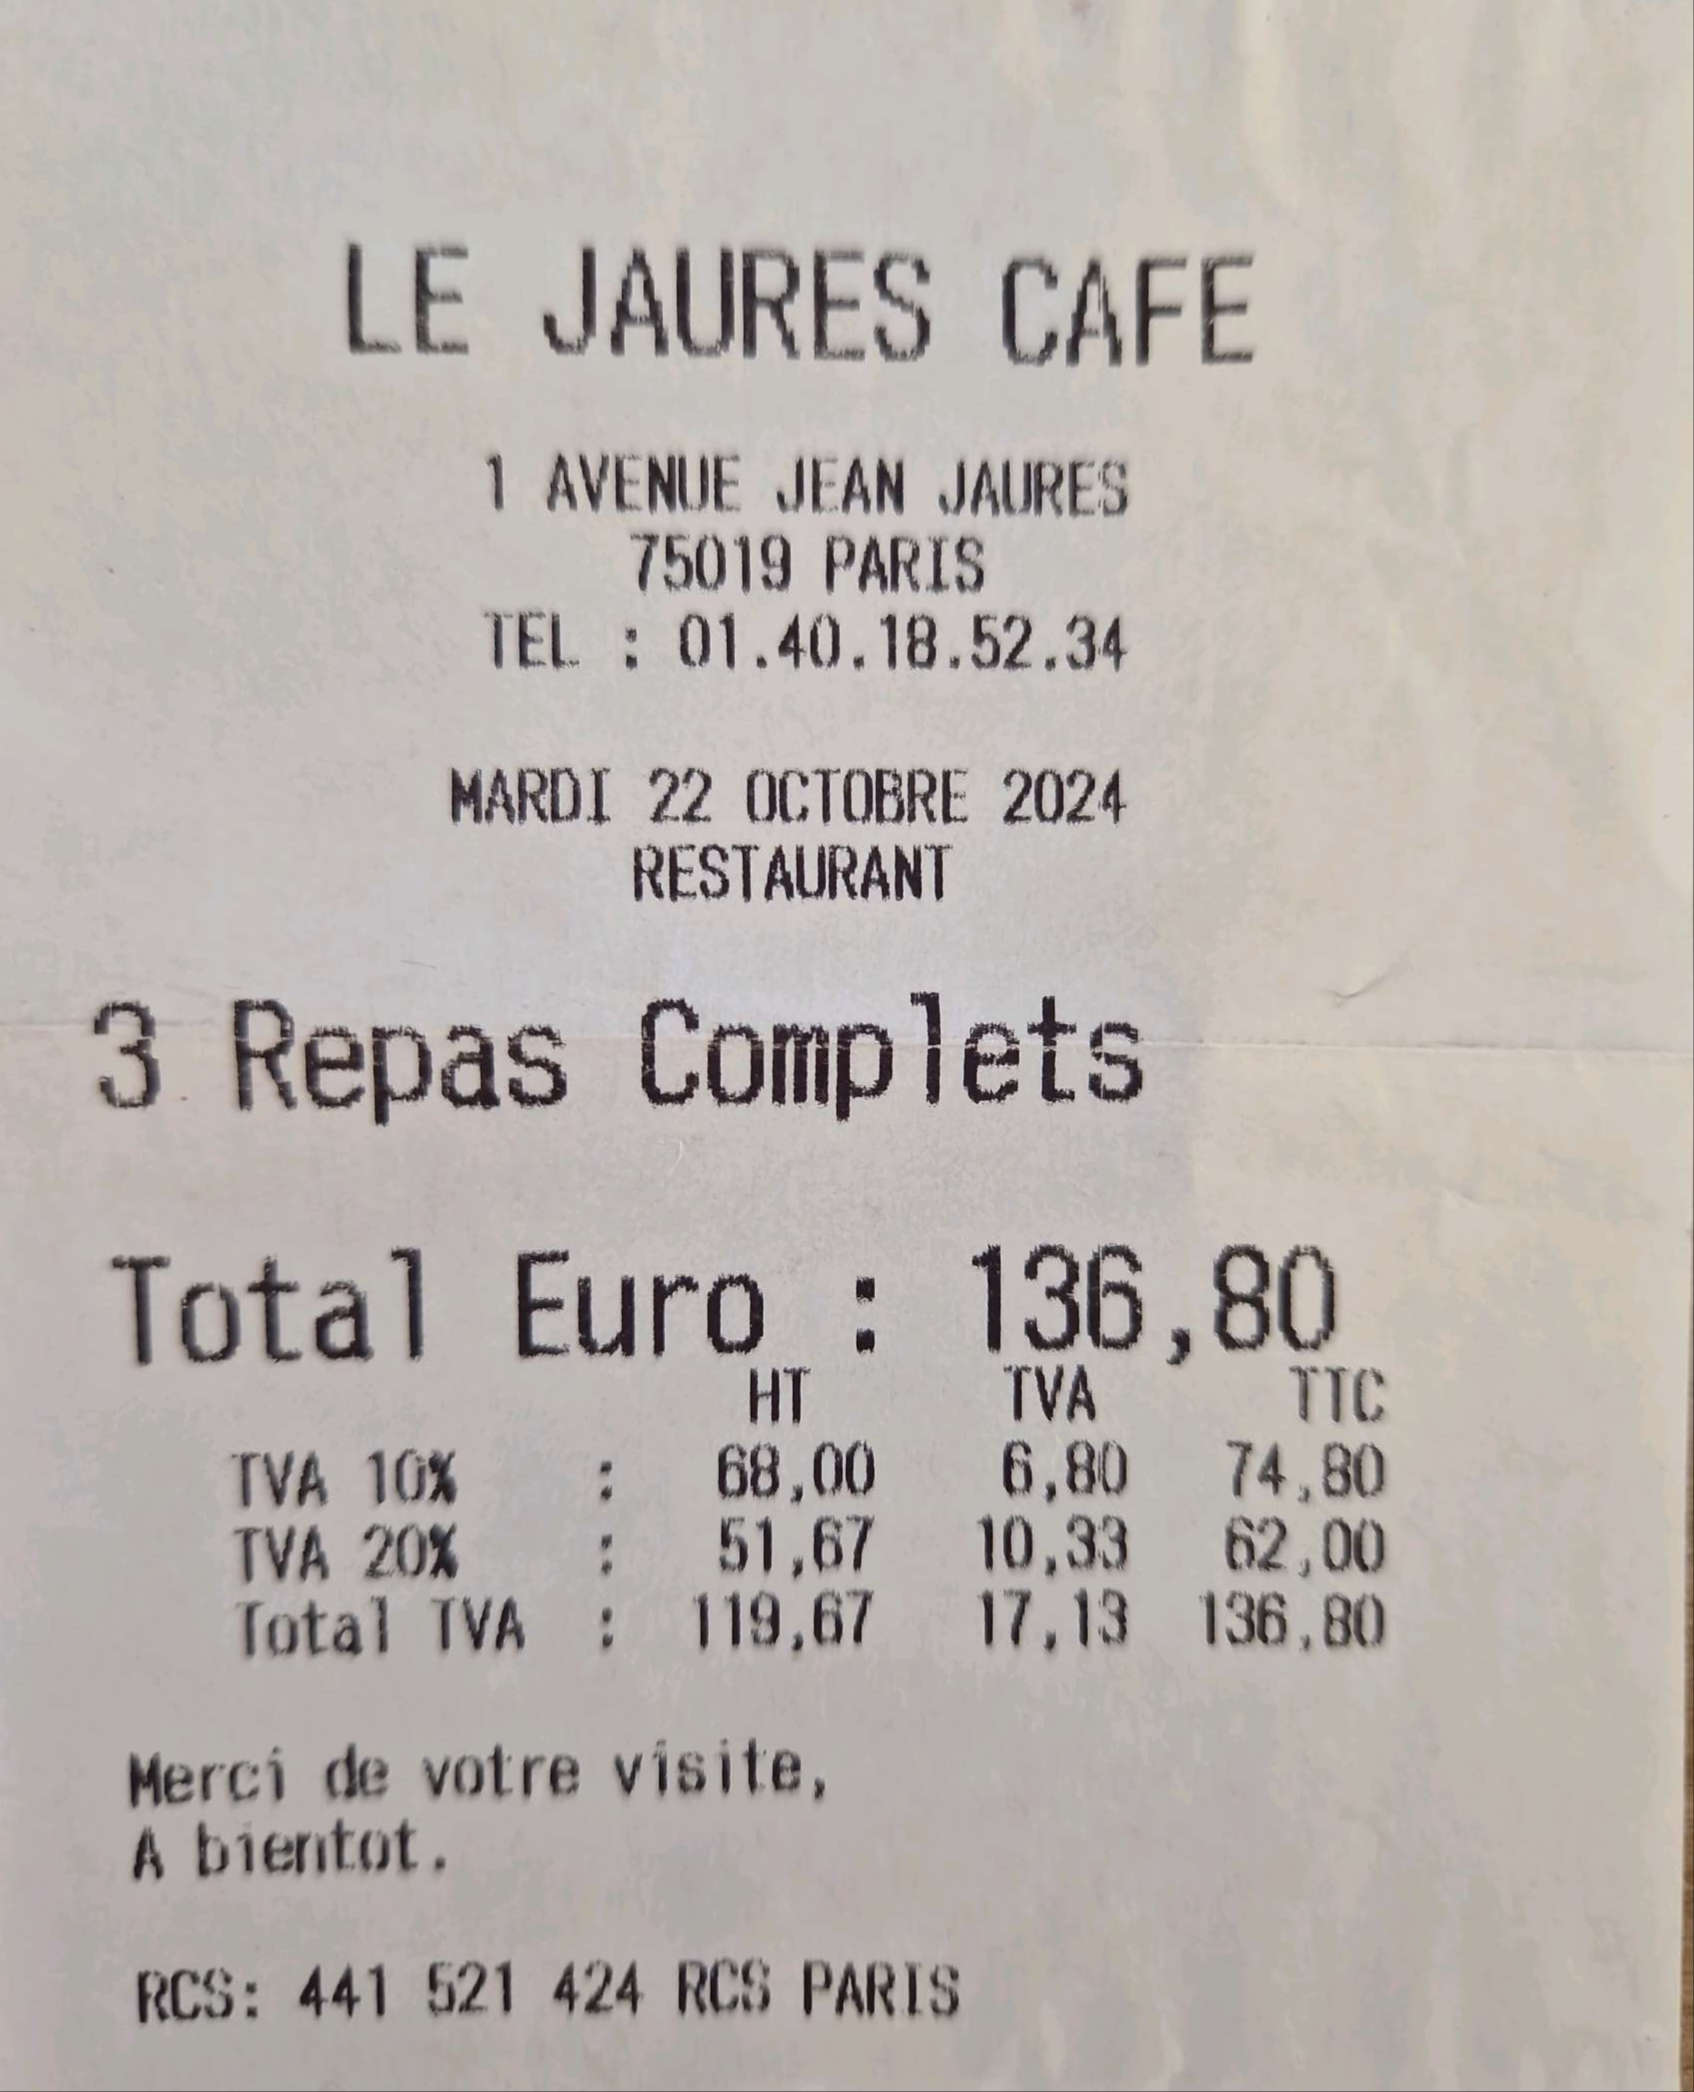 LE JAURES CAFE
1 AVENUE JEAN JAURES
75019 PARIS
TEL : 01.40.18.52.34
MARDI 22 OCTOBRE 2024
RESTAURANT
3 Repas Complets
Total Euro : 136,80
HT TVA TTC
TVA 10% : 68,00 6,80 74,80
TVA 20% : 51,67 10,33 62,00
Total TVA : 119,67 17,13 136,80
Merci de votre visite,
A bientot.
RCS: 441 521 424 RCS PARIS